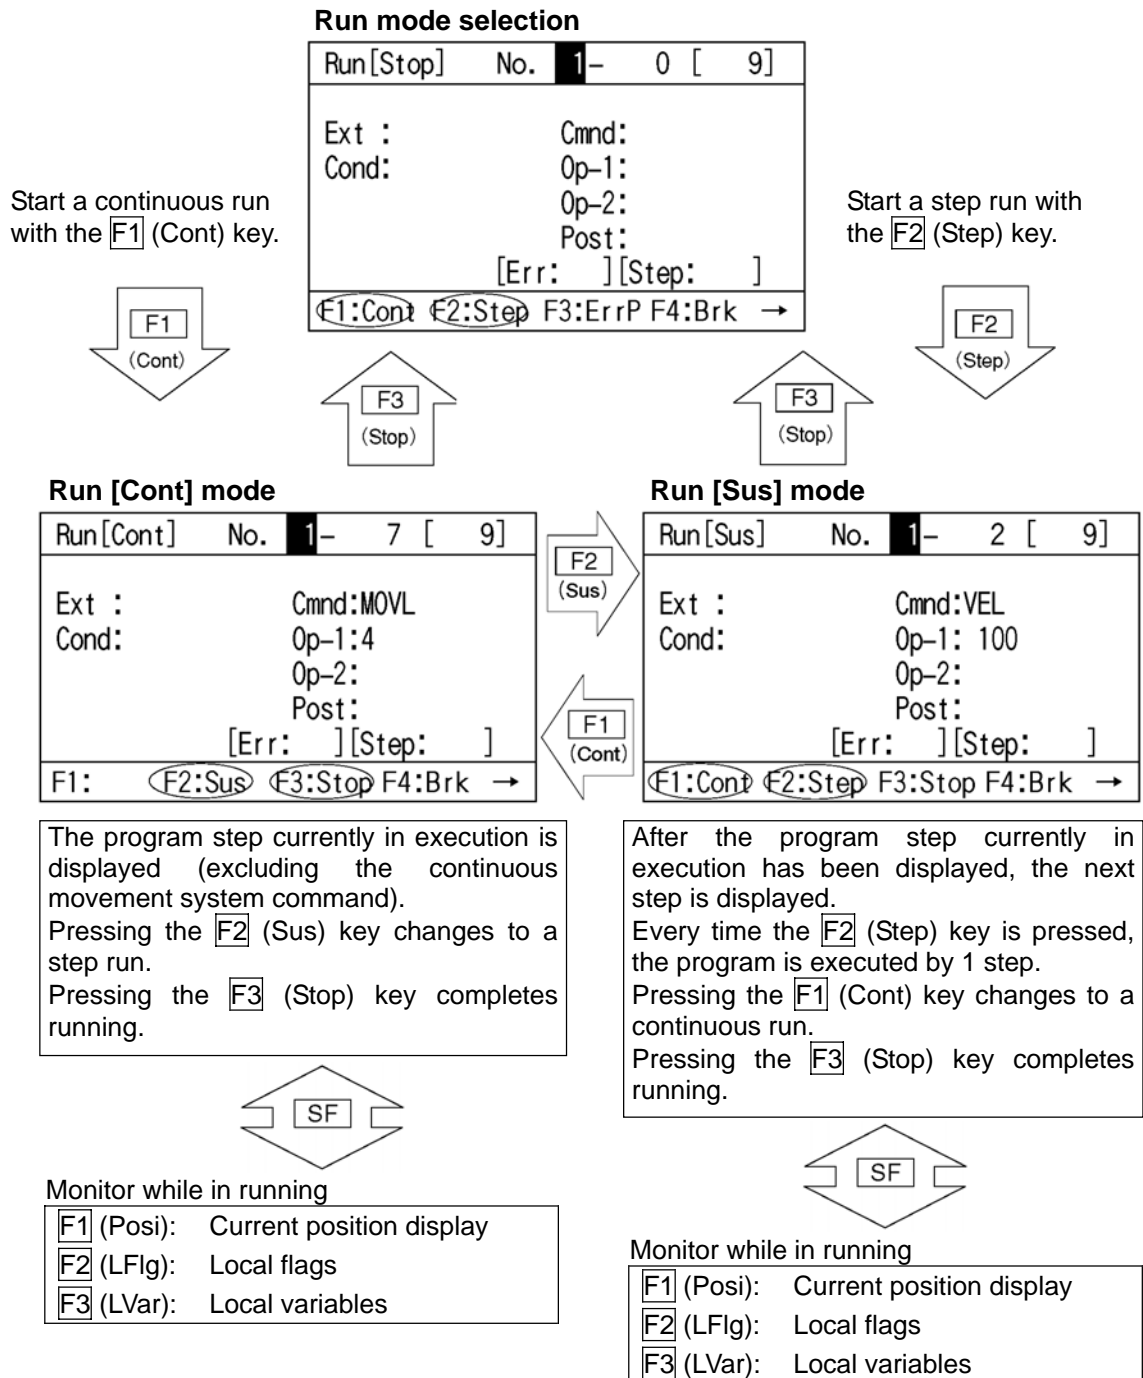 Run mode selection
Run[Stop] No. 1- 0 [ 9]
Ext : Cmnd:
Cond: Op-1:
Op-2:
Post:
[Err: ][Step: ]
F1:Cont F2:Step F3:ErrP F4:Brk →
Start a continuous run
with the F1 (Cont) key.
Start a step run with
the F2 (Step) key.
F1
(Cont)
F3
(Stop)
F3
(Stop)
F2
(Step)
Run [Cont] mode
Run[Cont] No. 1- 7 [ 9]
Ext : Cmnd:MOVL
Cond: Op-1:4
Op-2:
Post:
[Err: ][Step: ]
F1: F2:Sus F3:Stop F4:Brk →
F2
(Sus)
F1
(Cont)
Run [Sus] mode
Run[Sus] No. 1- 2 [ 9]
Ext : Cmnd:VEL
Cond: Op-1: 100
Op-2:
Post:
[Err: ][Step: ]
F1:Cont F2:Step F3:Stop F4:Brk →
The program step currently in execution is
displayed (excluding the continuous
movement system command).
Pressing the F2 (Sus) key changes to a
step run.
Pressing the F3 (Stop) key completes
running.
SF
Monitor while in running
F1 (Posi): Current position display
F2 (LFlg): Local flags
F3 (LVar): Local variables
After the program step currently in
execution has been displayed, the next
step is displayed.
Every time the F2 (Step) key is pressed,
the program is executed by 1 step.
Pressing the F1 (Cont) key changes to a
continuous run.
Pressing the F3 (Stop) key completes
running.
SF
Monitor while in running
F1 (Posi): Current position display
F2 (LFlg): Local flags
F3 (LVar): Local variables